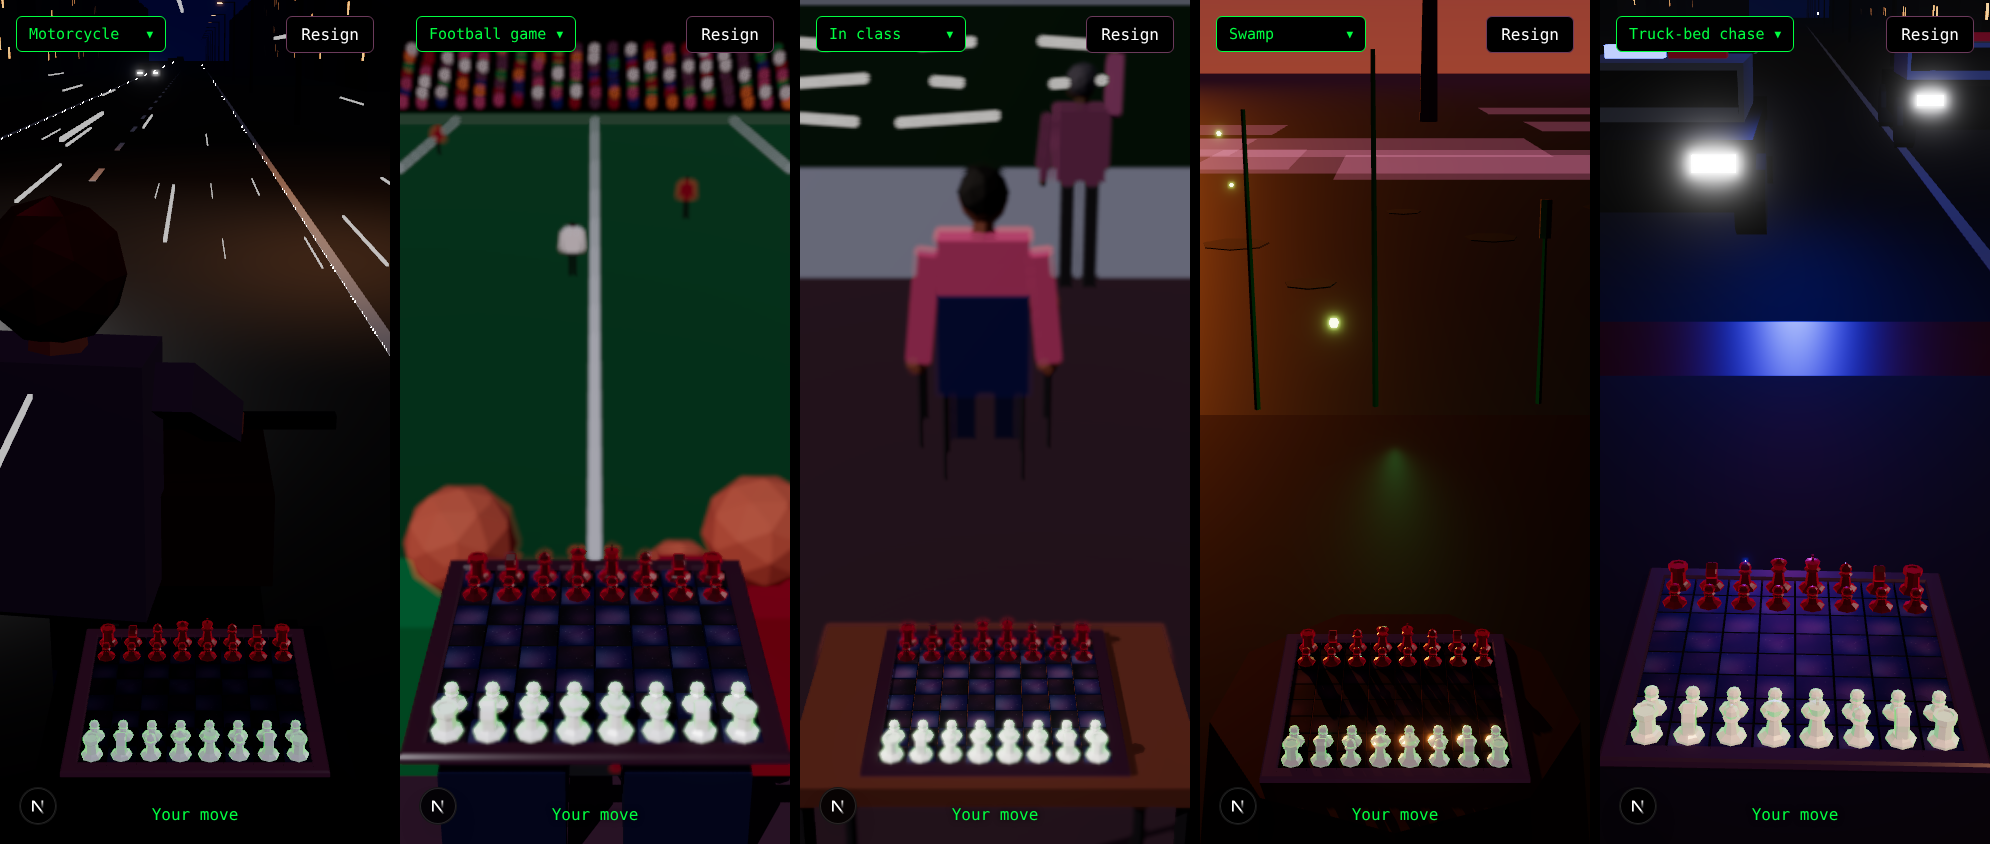 Motorcycle ▼
Resign
Football game ▼
Resign
In class ▼
Resign
Swamp ▼
Resign
Truck-bed chase ▼
Resign
N
Your move
N
Your move
N
Your move
N
Your move
N
Your move